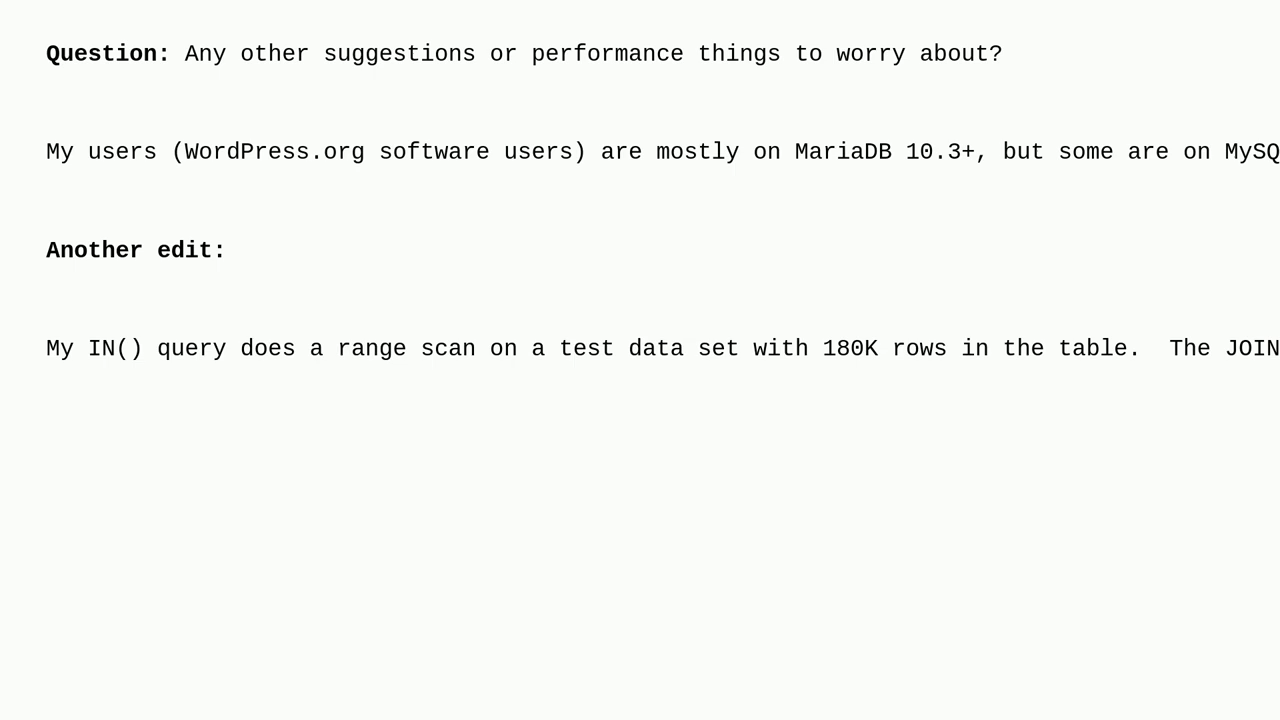 Question: Any other suggestions or performance things to worry about?
My users (WordPress.org software users) are mostly on MariaDB 10.3+, but some are on MySQ
Another edit:
My IN() query does a range scan on a test data set with 180K rows in the table.  The JOIN